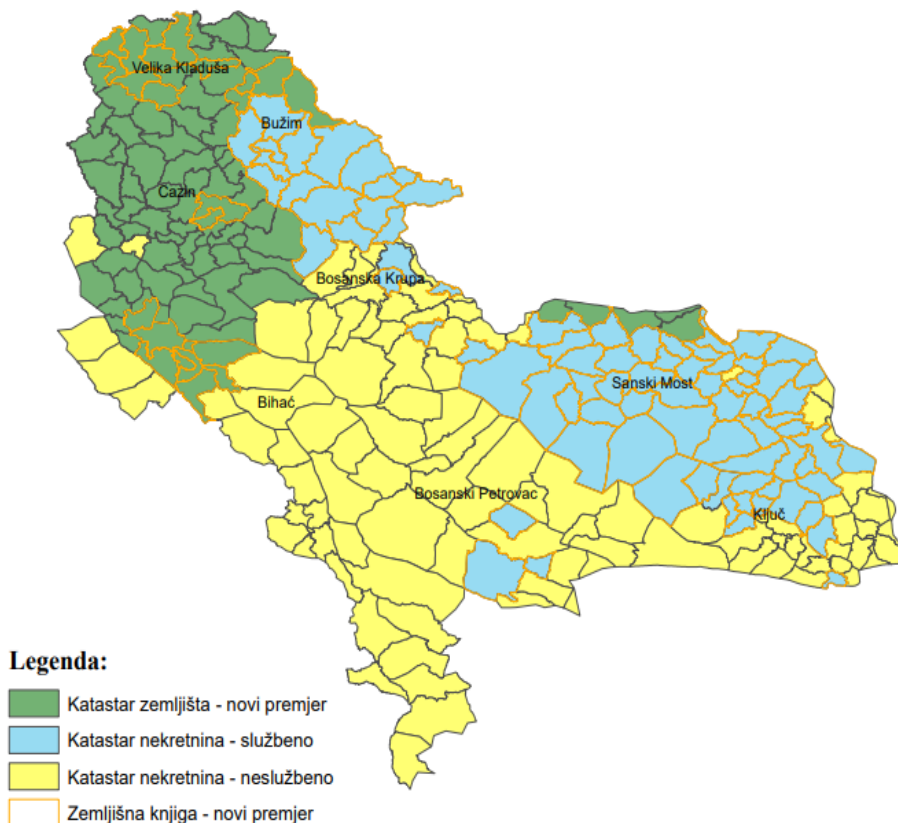 Velika Kladuša
Bužim
Cazin
Bosanska Krupa
Sanski Most
Bihać
Bosanski Petrovac
Ključ
Legenda:
Katastar zemljišta - novi premjer
Katastar nekretnina - službeno
Katastar nekretnina - neslužbeno
Zemljišna knjiga - novi premjer